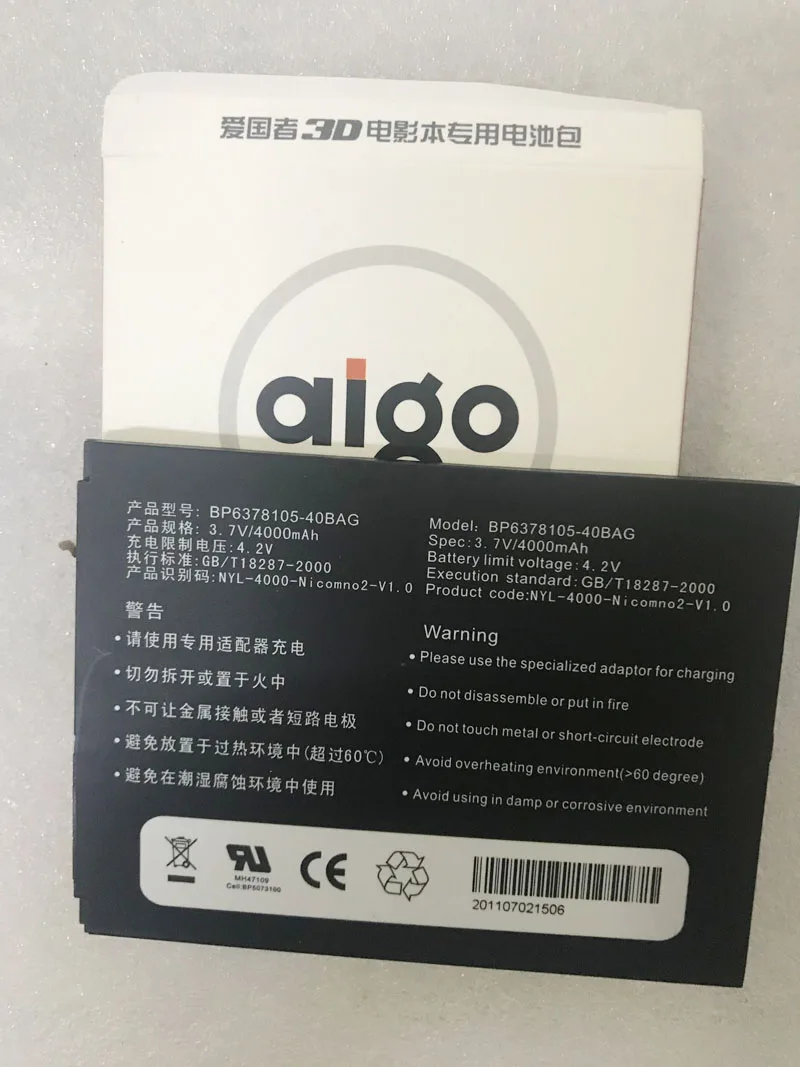 爱国者3D电影本专用电池包
aigo
产品型号: BP6378105-40BAG
产品规格: 3.7V/4000mAh
充电限制电压:4.2V
执行标准:GB/T18287-2000
产品识别码:NYL-4000-Nicomno2-V1.0
警告
•请使用专用适配器充电
•切勿拆开或置于火中
•不可让金属接触或者短路电极
•避免放置于过热环境中(超过60℃)
•避免在潮湿腐蚀环境中使用
Model: BP6378105-40BAG
Spec: 3.7V/4000mAh
Battery limit voltage: 4.2V
Execution standard: GB/T18287-2000
Product code:NYL-4000-Nicomno2-V1.0
Warning
• Please use the specialized adaptor for charging
• Do not disassemble or put in fire
• Do not touch metal or short-circuit electrode
• Avoid overheating environment(>60 degree)
• Avoid using in damp or corrosive environment
MH47109
Cell:BP5073100
CE
201107021506